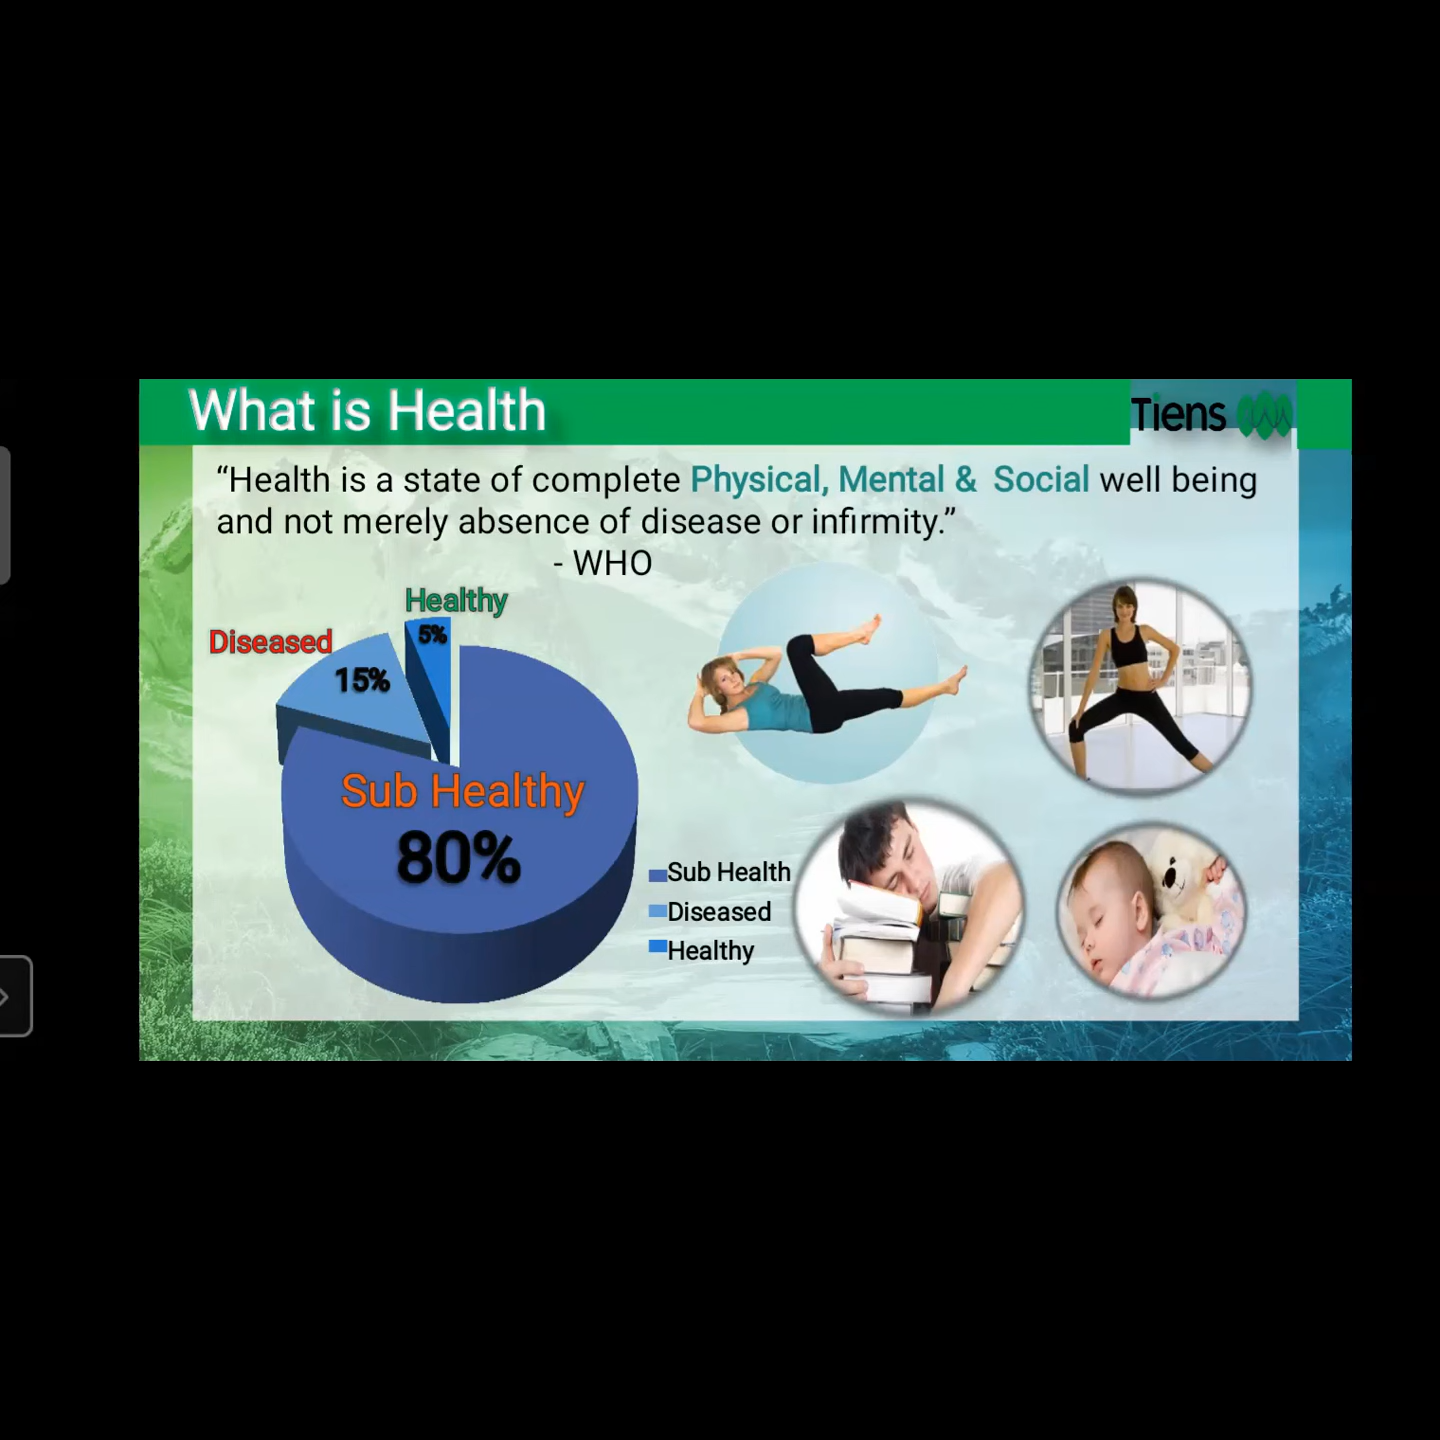 What is Health
Tiens
“Health is a state of complete Physical, Mental & Social well being
and not merely absence of disease or infirmity.”
- WHO
Healthy
5%
Diseased
15%
Sub Healthy
80%
Sub Health
Diseased
Healthy